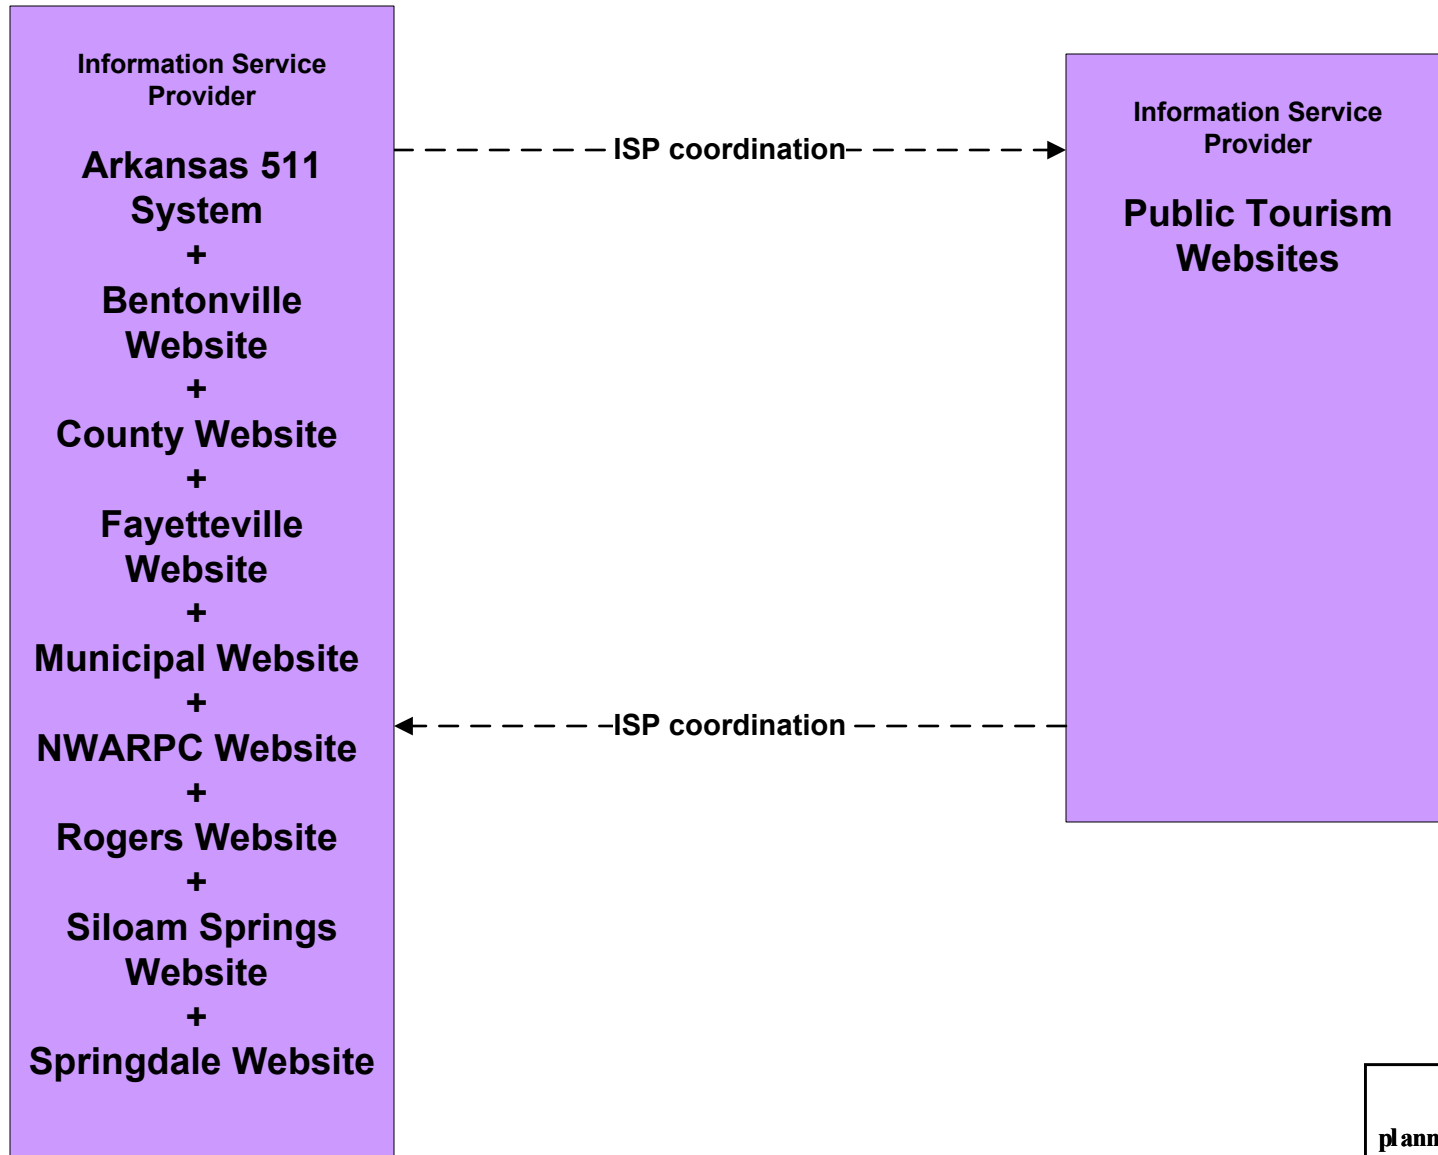 Information Service
Provider
Arkansas 511
System
+
Bentonville
Website
+
County Website
+
Fayetteville
Website
+
Municipal Website
+
NWARPC Website
+
Rogers Website
+
Siloam Springs
Website
+
Springdale Website
ISP coordination
ISP coordination
Information Service
Provider
Public Tourism
Websites